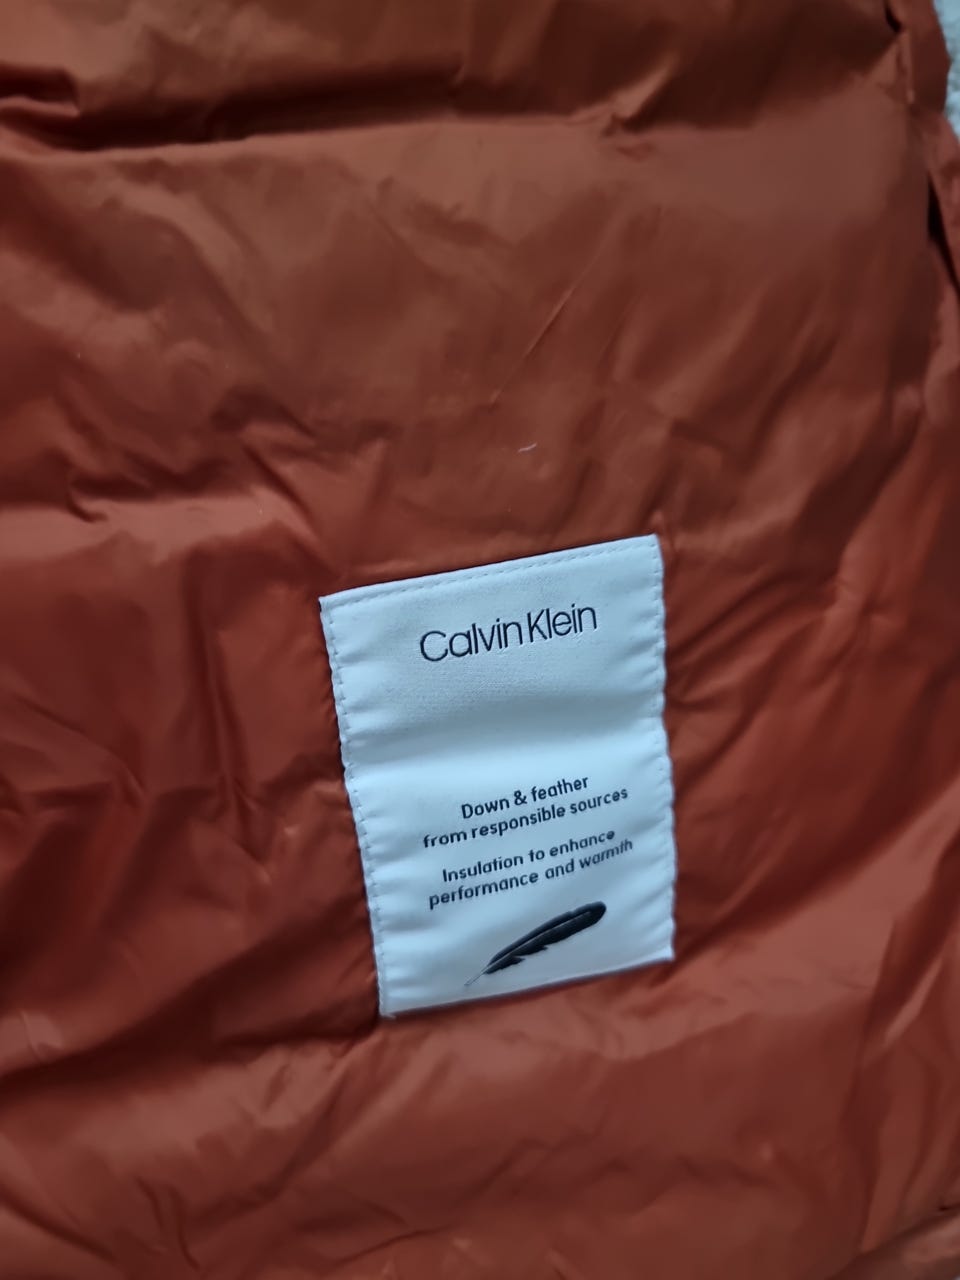 Calvin Klein
Down & feather
from responsible sources
Insulation to enhance
performance and warmth